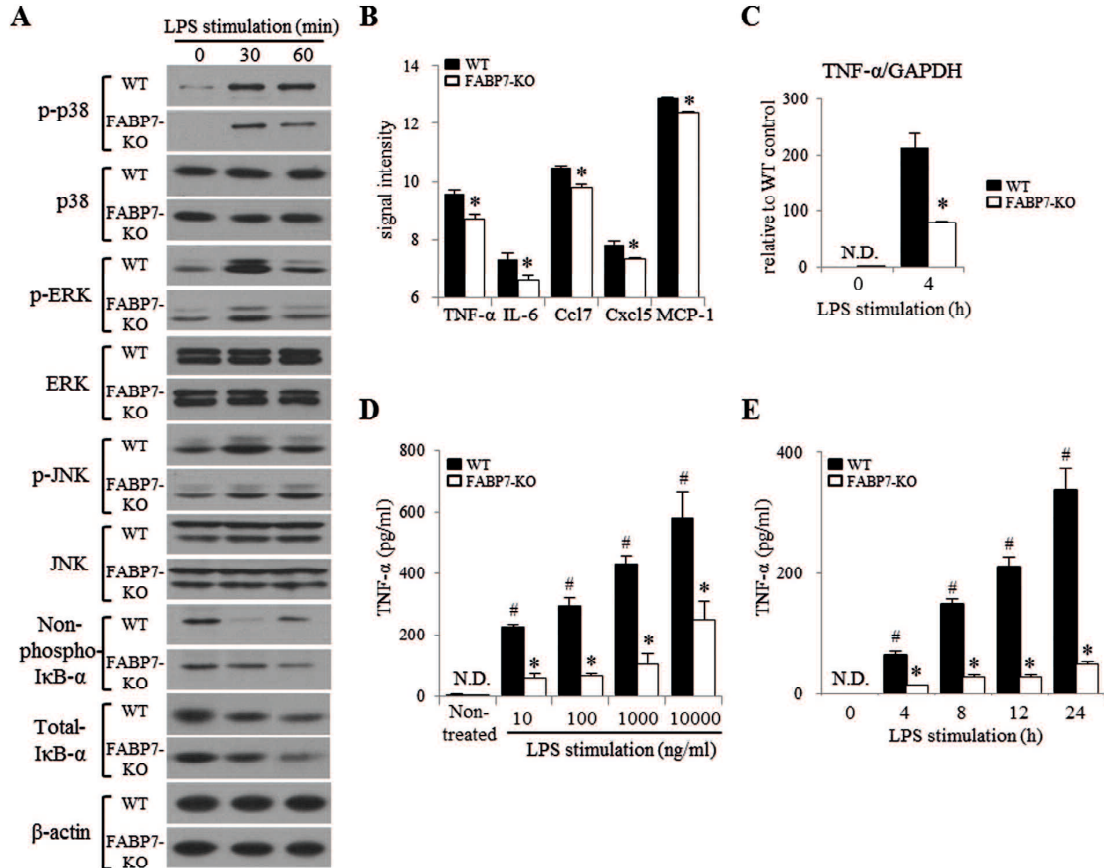 A
LPS stimulation (min)
0 30 60
p-p38
WT
FABP7-
KO
p38
WT
FABP7-
KO
p-ERK
WT
FABP7-
KO
ERK
WT
FABP7-
KO
p-JNK
WT
FABP7-
KO
JNK
WT
FABP7-
KO
Non-
phospho-
IκB-α
WT
FABP7-
KO
Total-
IκB-α
WT
FABP7-
KO
β-actin
WT
FABP7-
KO
B
WT
FABP7-KO
signal intensity
14
12
10
8
6
* * * * *
TNF-α IL-6 Ccl7 Cxcl5 MCP-1
C
TNF-α/GAPDH
relative to WT control
300
200
100
0
N.D.
*
WT
FABP7-KO
0 4
LPS stimulation (h)
D
WT
FABP7-KO
TNF-α (pg/ml)
800
600
400
200
0
N.D.
# * # * # * # *
Non-
treated
10 100 1000 10000
LPS stimulation (ng/ml)
E
WT
FABP7-KO
TNF-α (pg/ml)
400
200
0
N.D.
# * # * # * # *
0 4 8 12 24
LPS stimulation (h)